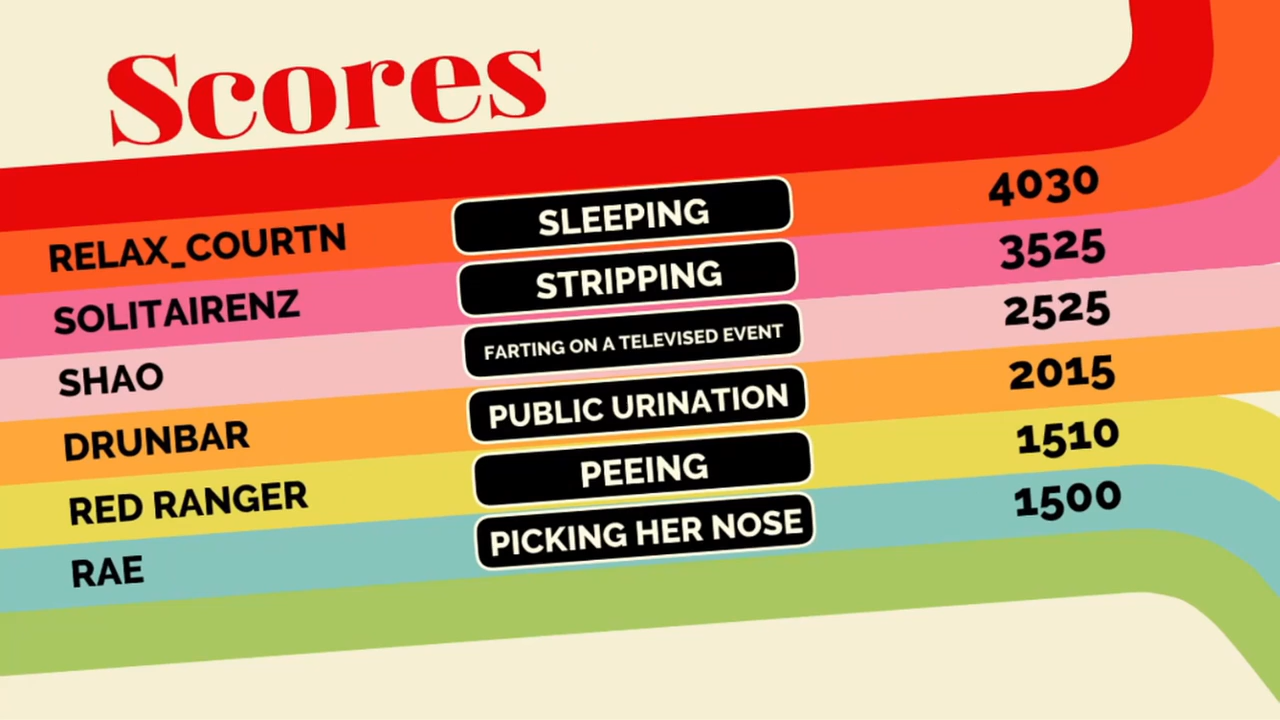 Scores
RELAX_COURTN SLEEPING 4030
SOLITAIRENZ STRIPPING 3525
SHAO FARTING ON A TELEVISED EVENT 2525
DRUNBAR PUBLIC URINATION 2015
RED RANGER PEEING 1510
RAE PICKING HER NOSE 1500